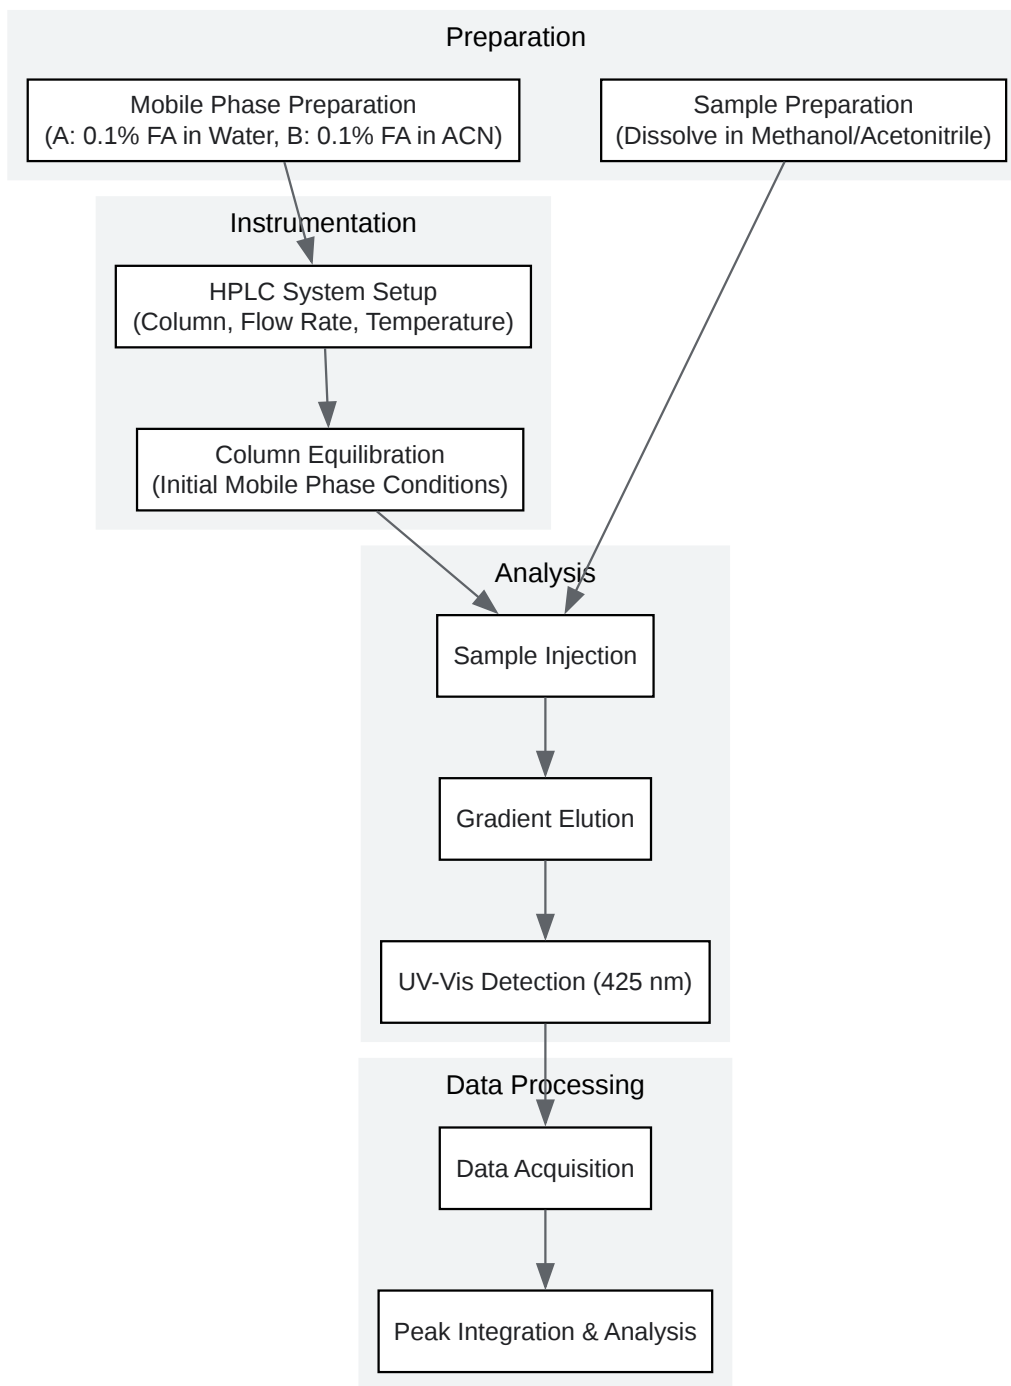 Preparation
Mobile Phase Preparation
(A: 0.1% FA in Water, B: 0.1% FA in ACN)
Sample Preparation
(Dissolve in Methanol/Acetonitrile)
Instrumentation
HPLC System Setup
(Column, Flow Rate, Temperature)
Column Equilibration
(Initial Mobile Phase Conditions)
Analysis
Sample Injection
Gradient Elution
UV-Vis Detection (425 nm)
Data Processing
Data Acquisition
Peak Integration & Analysis